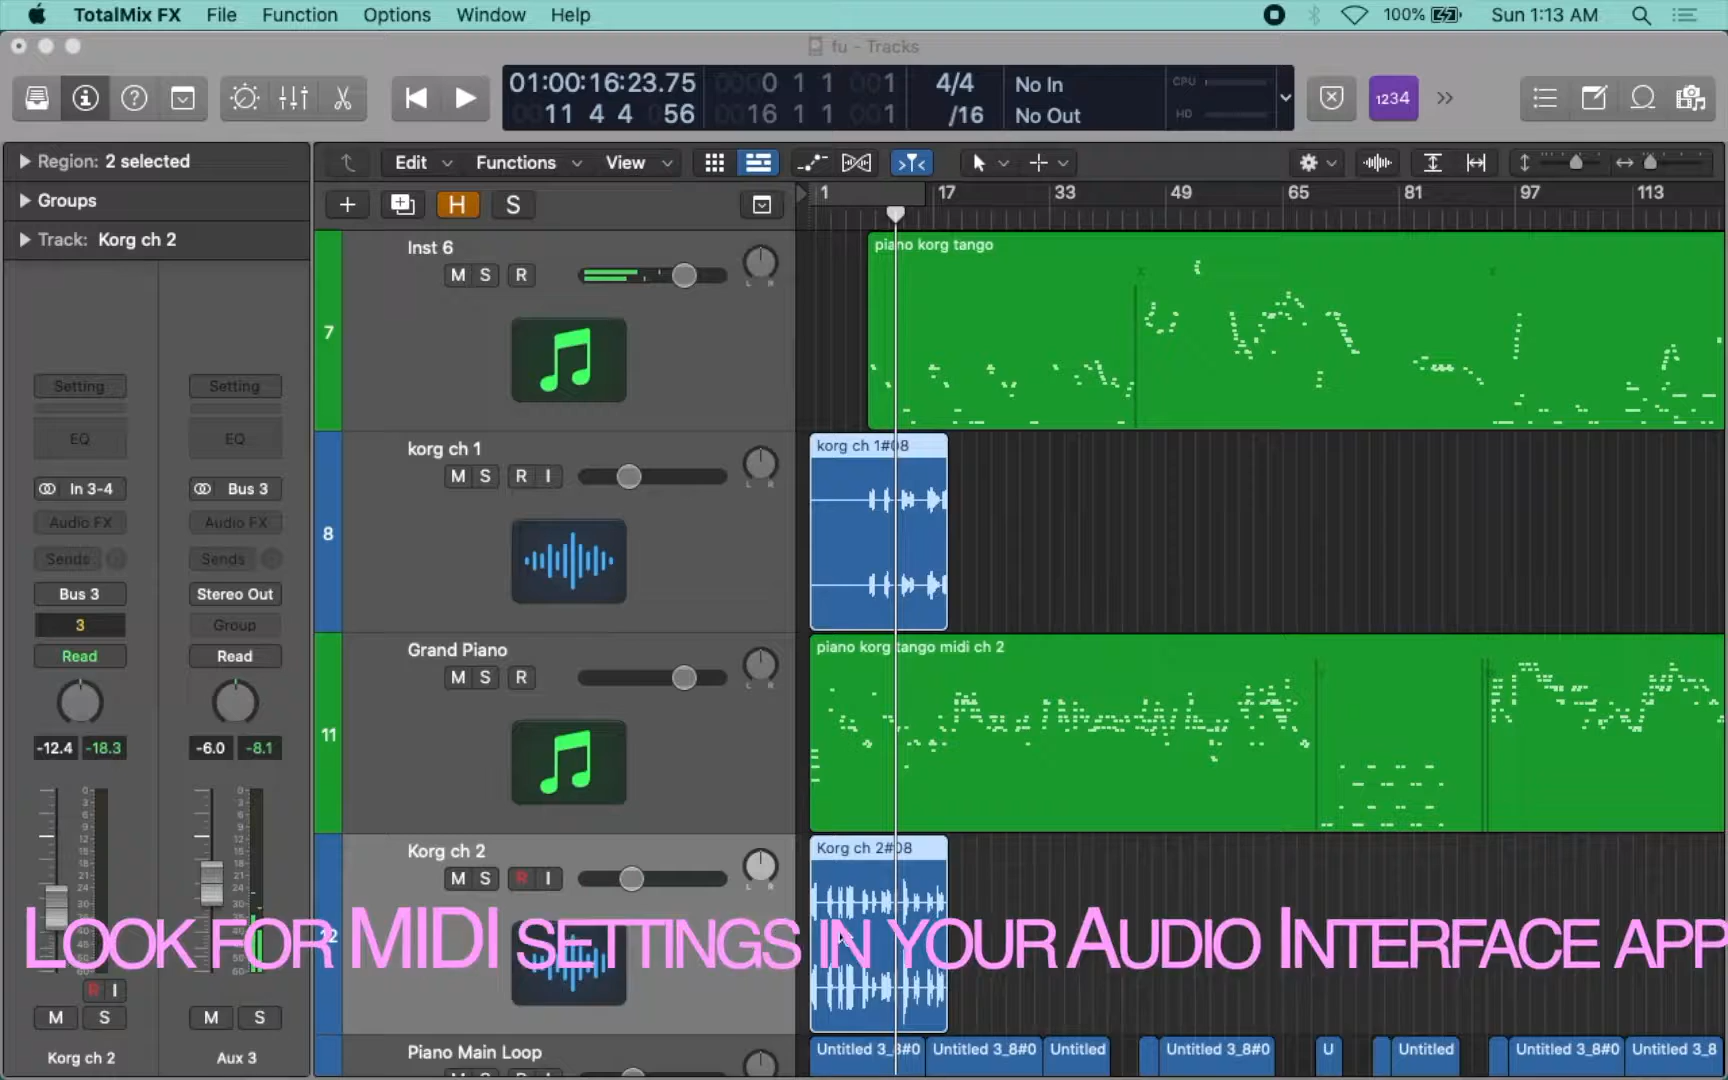 TotalMix FX File Function Options Window Help 100% Sun 1:13 AM
fu - Tracks
01:00:16:23.75 0000 1 1 001 4/4 No In CPU
0011 4 4 056 0016 1 1 001 /16 No Out HD
1234
Region: 2 selected
Edit Functions View
Groups
H S
1 17 33 49 65 81 97 113
Track: Korg ch 2
Inst 6
M S R
L R
7
piano korg tango
Setting Setting
EQ EQ
In 3-4 Bus 3
Audio FX Audio FX
Sends Sends
Bus 3 Stereo Out
3 Group
Read Read
-12.4 -18.3 -6.0 -8.1
korg ch 1
M S R I
L R
8
korg ch 1#08
Grand Piano
M S R
L R
11
piano korg tango midi ch 2
Korg ch 2
M S R I
L R
12
Korg ch 2#08
Look for MIDI settings in your Audio Interface app
R I
M S M S
Korg ch 2 Aux 3
Piano Main Loop
Untitled 3_8#0 Untitled 3_8#0 Untitled Untitled 3_8#0 U Untitled Untitled 3_8#0 Untitled 3_8